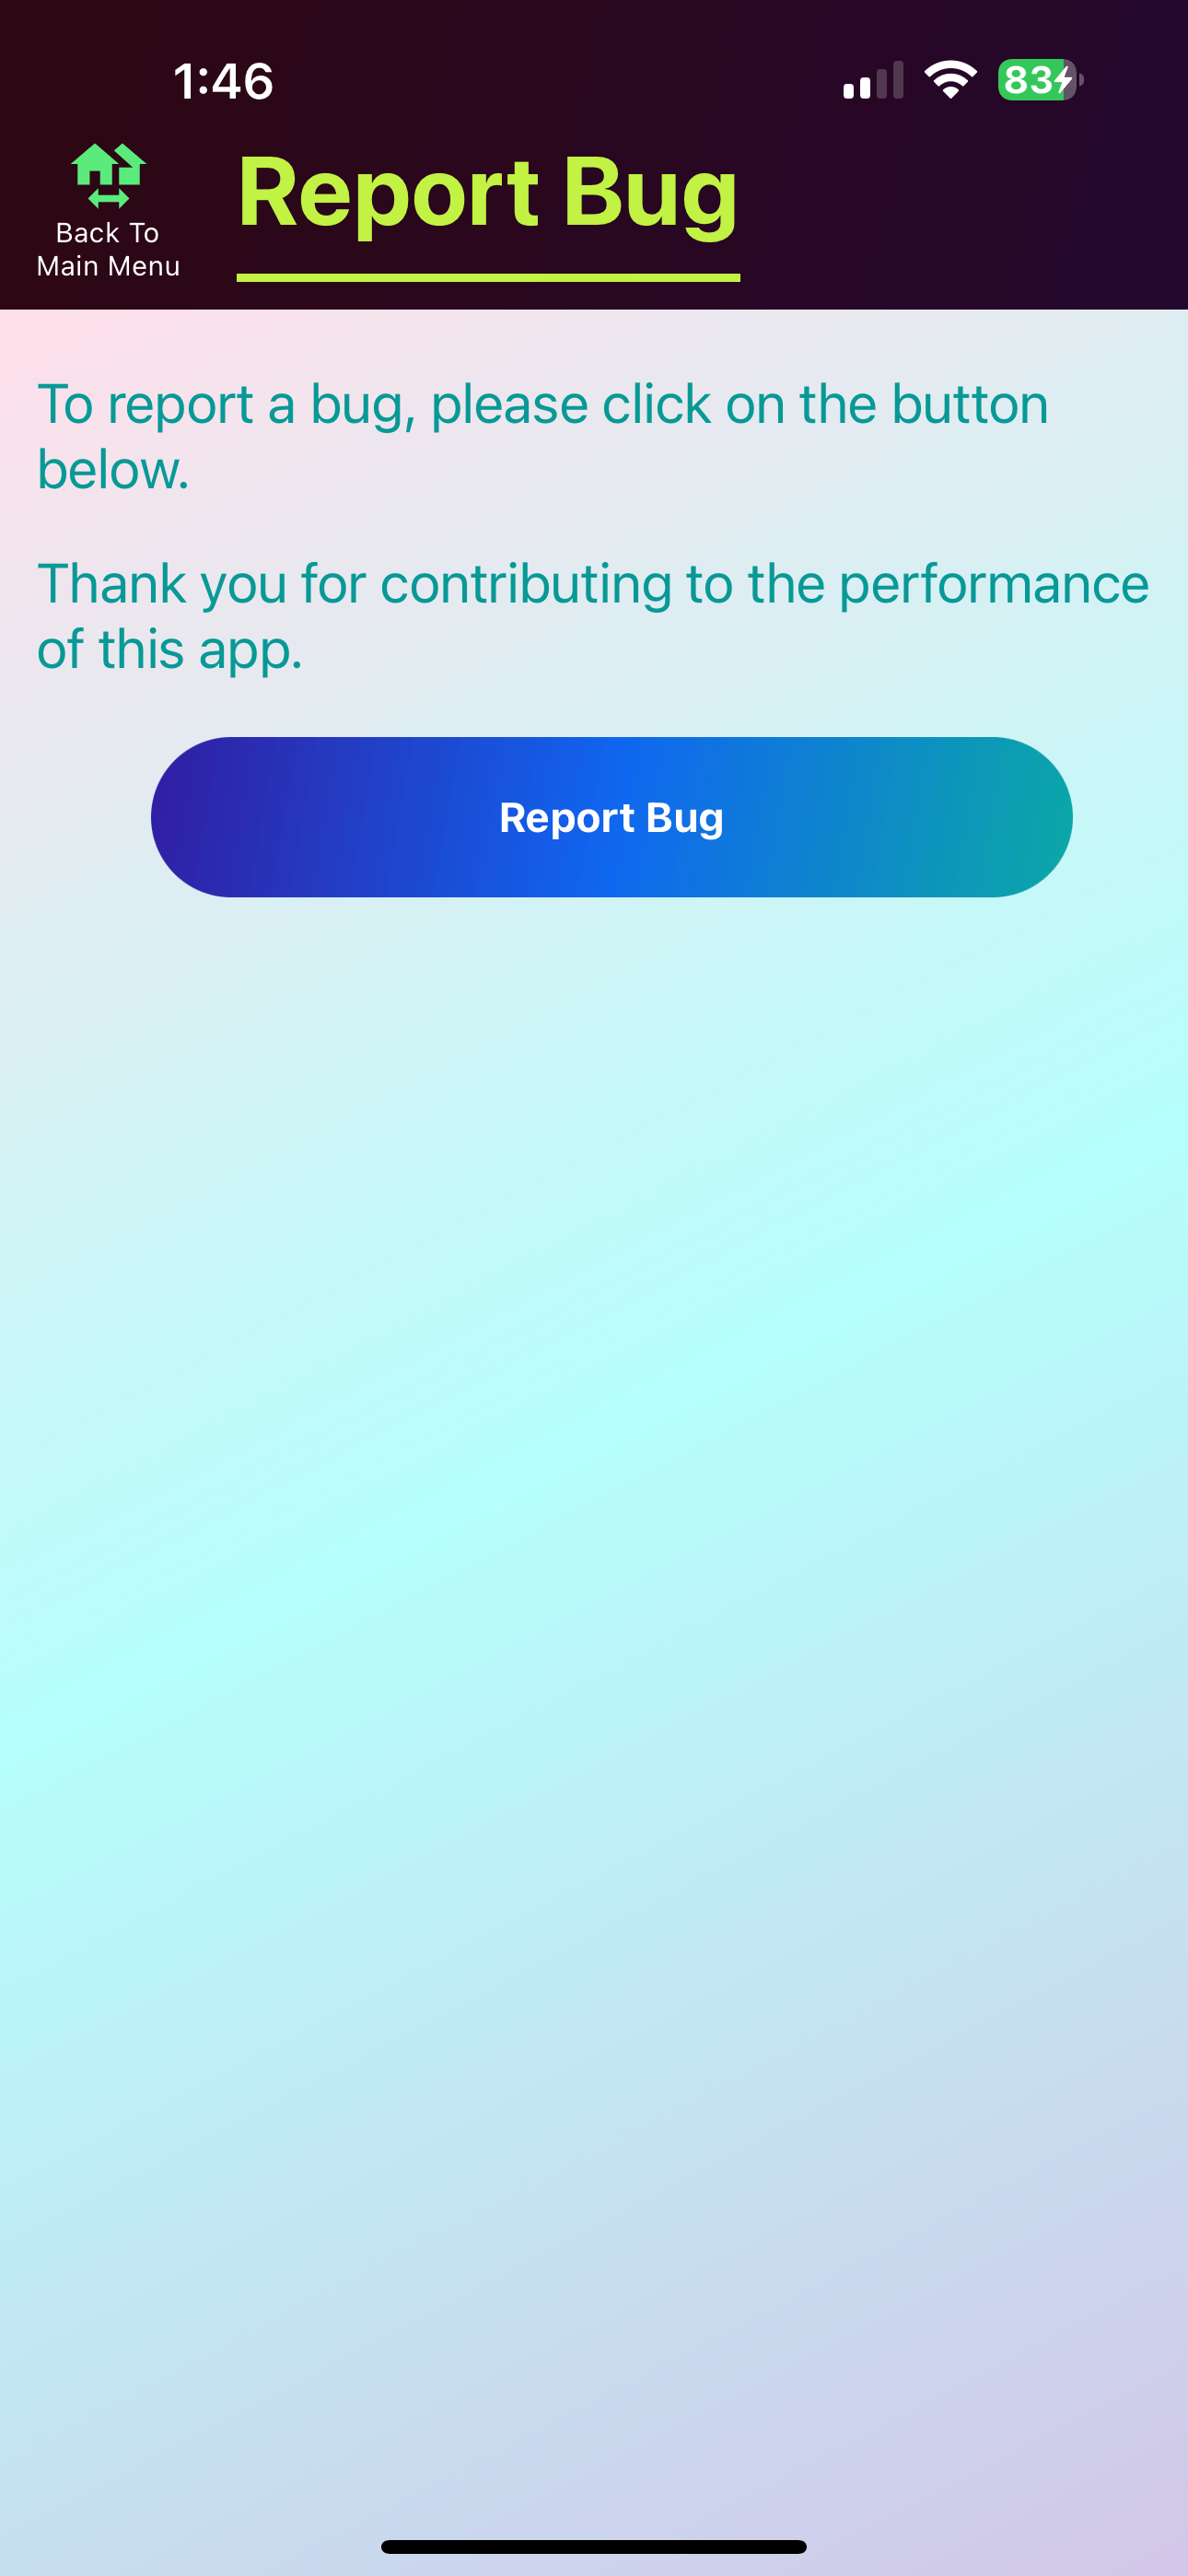 1:46
83
Back To
Main Menu
Report Bug
To report a bug, please click on the button
below.
Thank you for contributing to the performance
of this app.
Report Bug